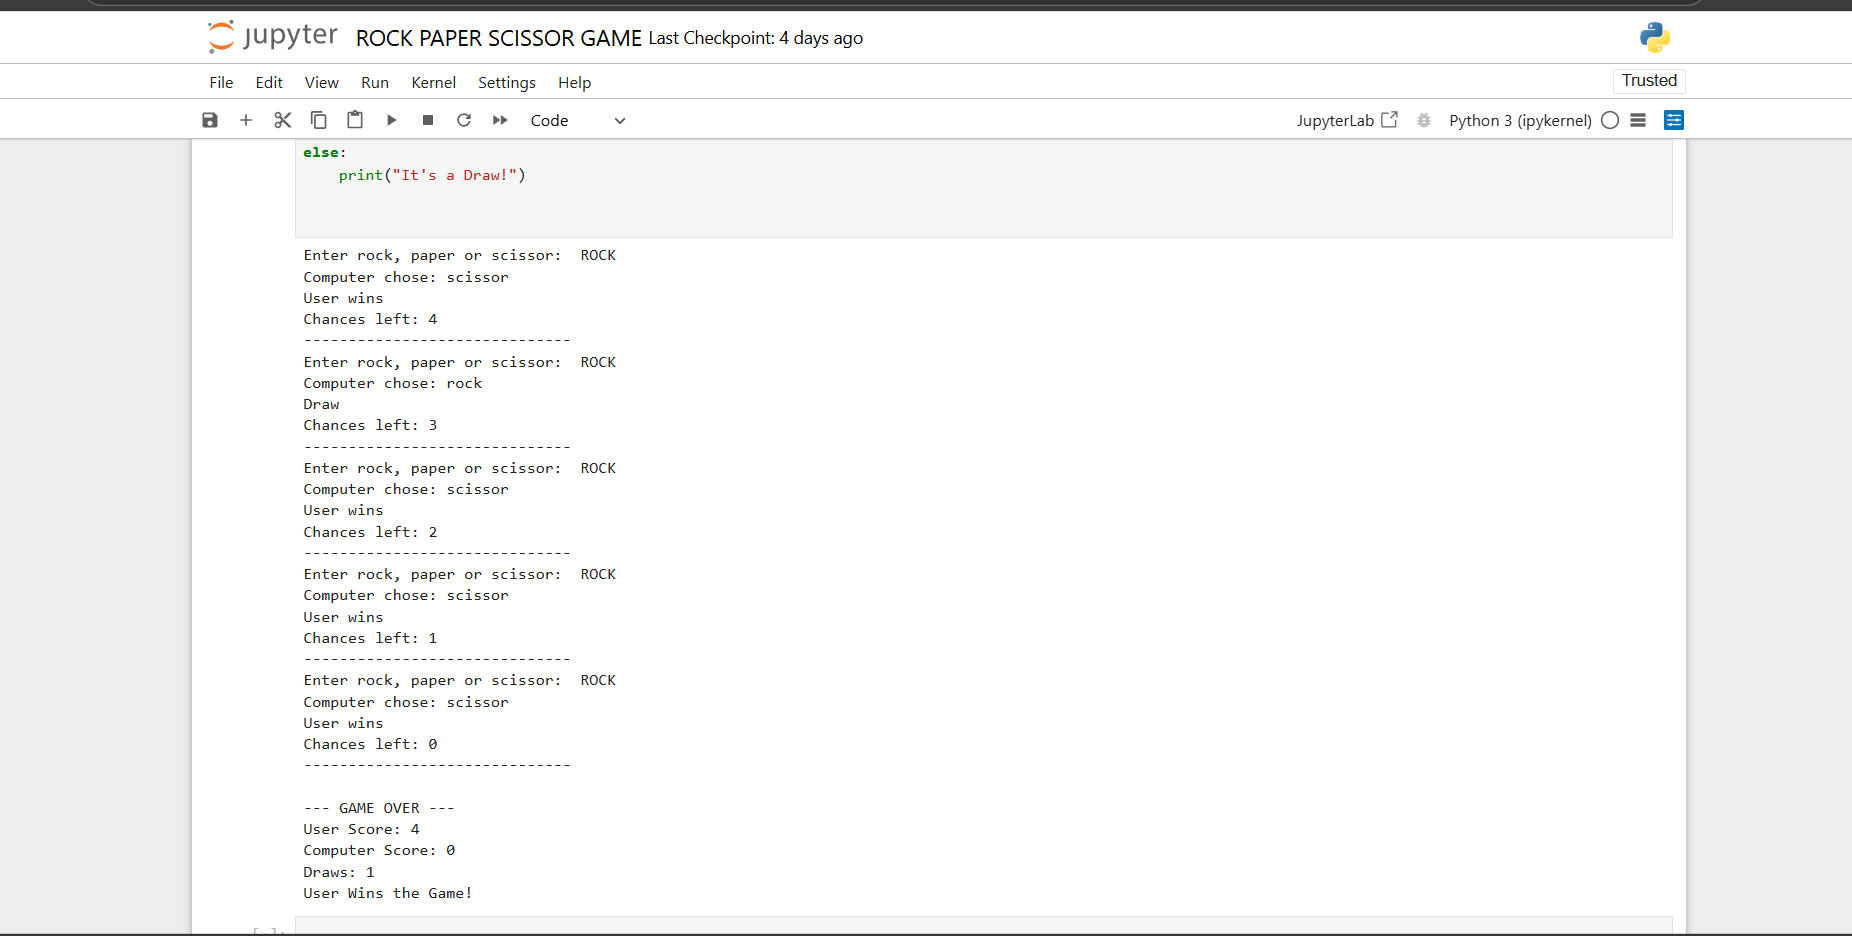 jupyter ROCK PAPER SCISSOR GAME Last Checkpoint: 4 days ago
File Edit View Run Kernel Settings Help Trusted
Code JupyterLab Python 3 (ipykernel)
else:
    print("It's a Draw!")
Enter rock, paper or scissor:  ROCK
Computer chose: scissor
User wins
Chances left: 4
------------------------------
Enter rock, paper or scissor:  ROCK
Computer chose: rock
Draw
Chances left: 3
------------------------------
Enter rock, paper or scissor:  ROCK
Computer chose: scissor
User wins
Chances left: 2
------------------------------
Enter rock, paper or scissor:  ROCK
Computer chose: scissor
User wins
Chances left: 1
------------------------------
Enter rock, paper or scissor:  ROCK
Computer chose: scissor
User wins
Chances left: 0
------------------------------

--- GAME OVER ---
User Score: 4
Computer Score: 0
Draws: 1
User Wins the Game!
[ ]: